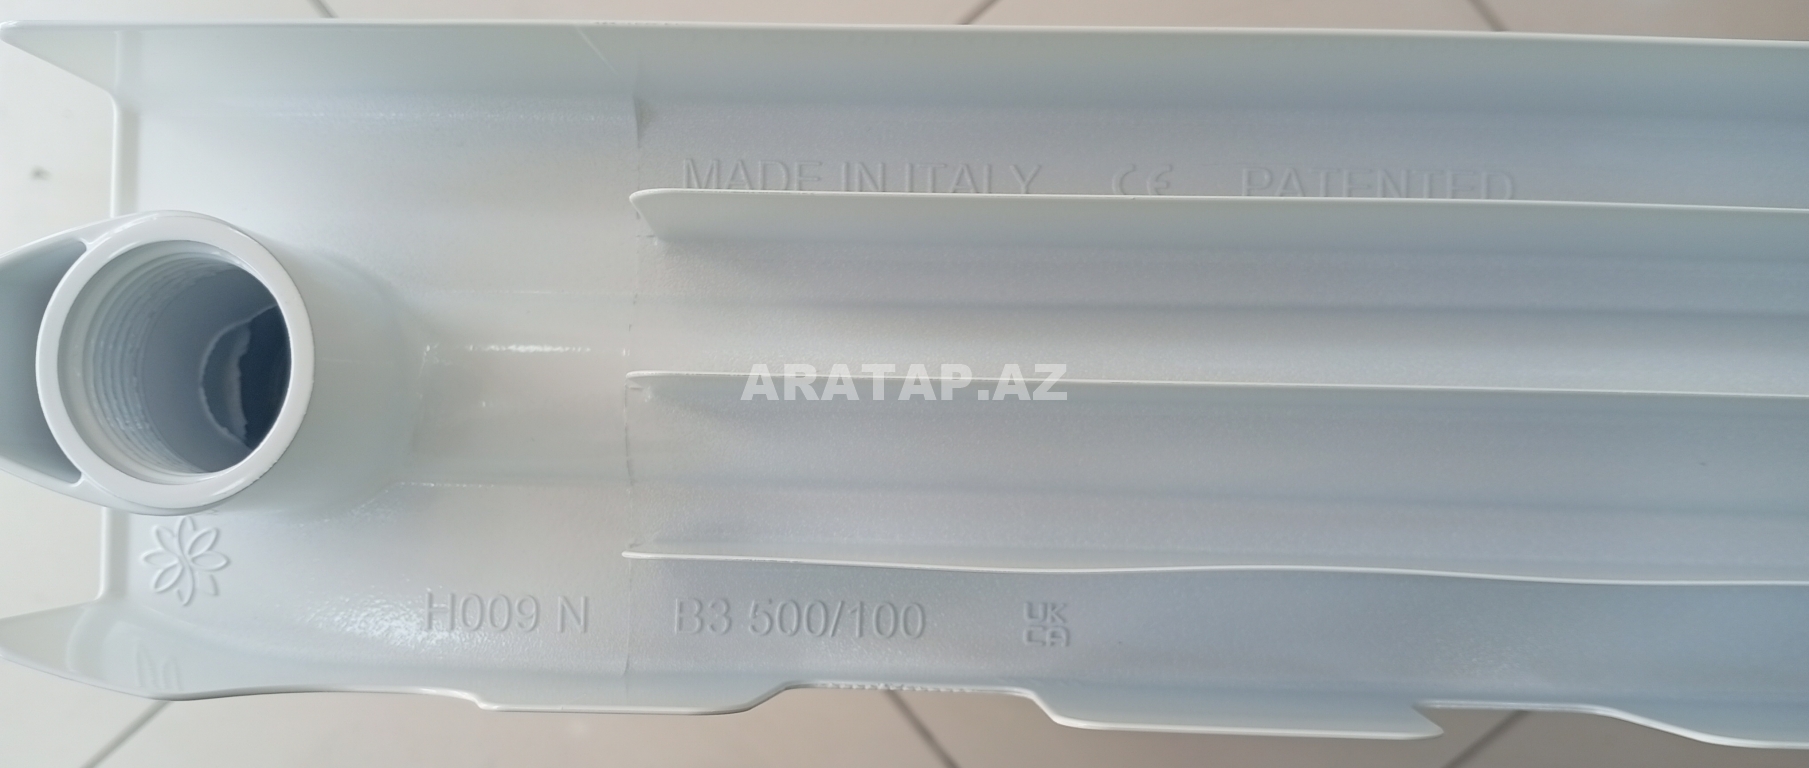 MADE IN ITALY CE PATENTED
ARATAP.AZ
H009 N B3 500/100 UK CA